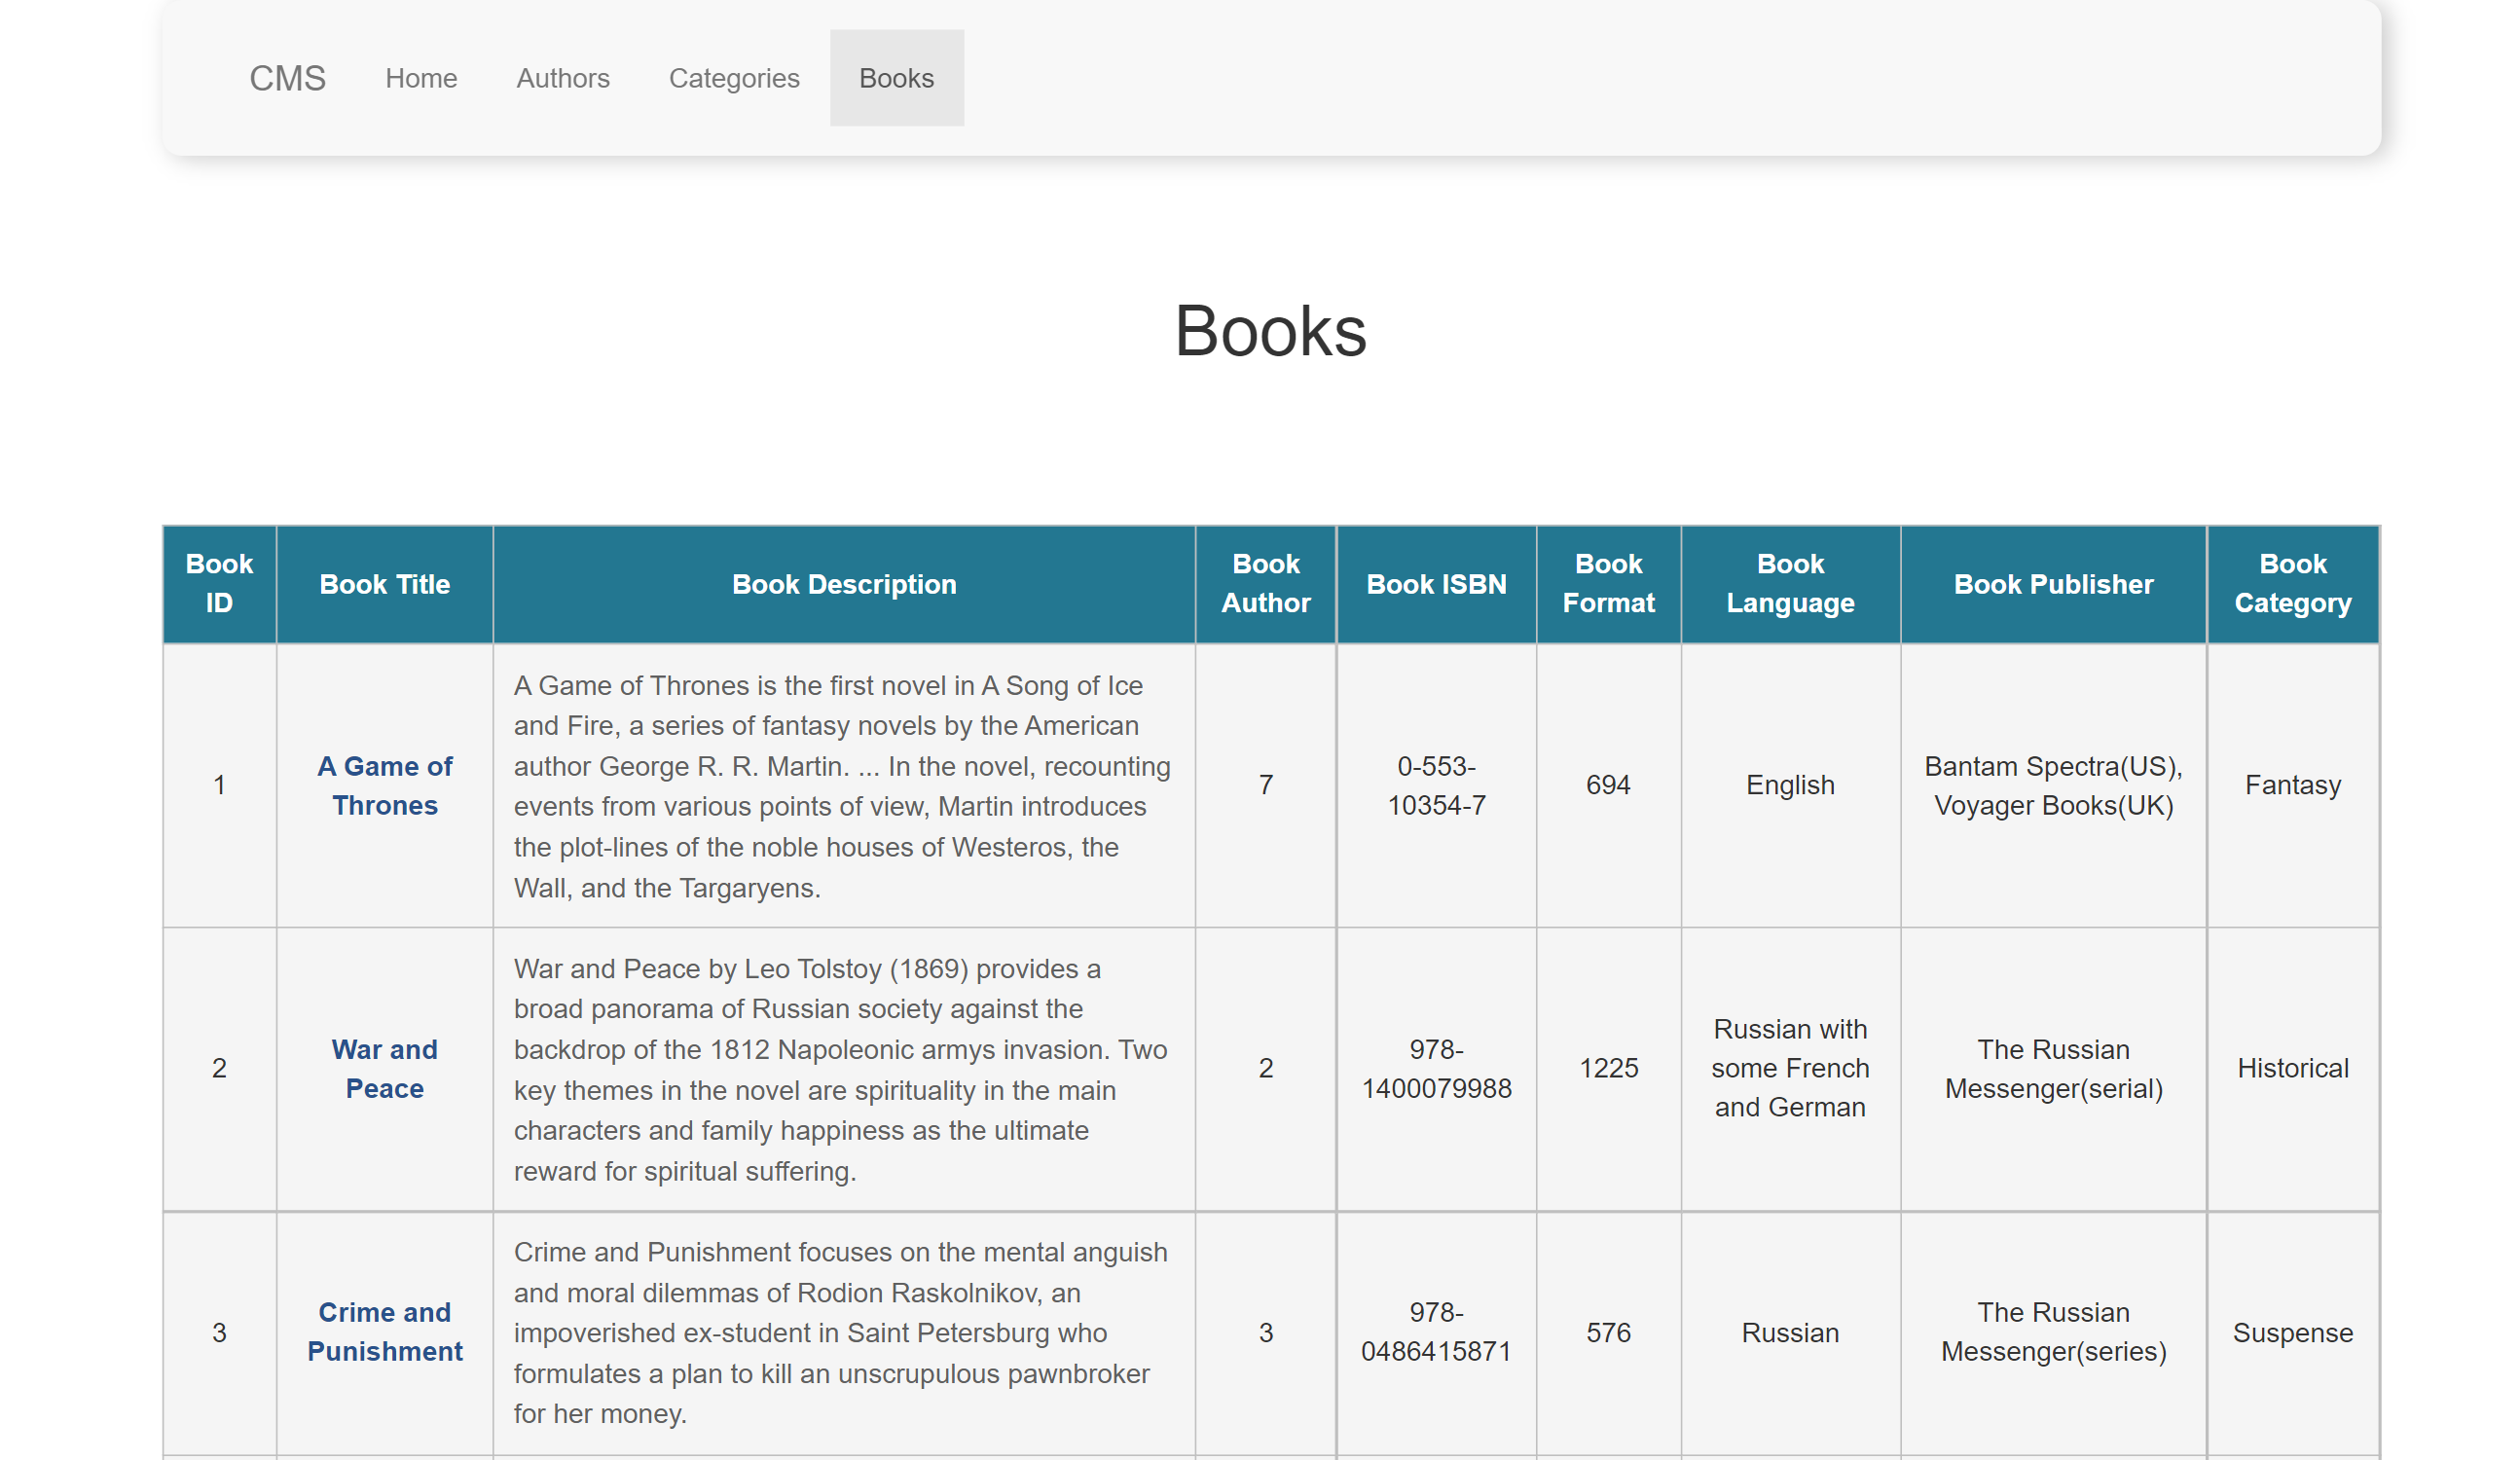 CMS Home Authors Categories Books
Books
Book ID
Book Title
Book Description
Book Author
Book ISBN
Book Format
Book Language
Book Publisher
Book Category
1
A Game of
Thrones
A Game of Thrones is the first novel in A Song of Ice
and Fire, a series of fantasy novels by the American
author George R. R. Martin. ... In the novel, recounting
events from various points of view, Martin introduces
the plot-lines of the noble houses of Westeros, the
Wall, and the Targaryens.
7
0-553-
10354-7
694
English
Bantam Spectra(US),
Voyager Books(UK)
Fantasy
2
War and
Peace
War and Peace by Leo Tolstoy (1869) provides a
broad panorama of Russian society against the
backdrop of the 1812 Napoleonic armys invasion. Two
key themes in the novel are spirituality in the main
characters and family happiness as the ultimate
reward for spiritual suffering.
2
978-
1400079988
1225
Russian with
some French
and German
The Russian
Messenger(serial)
Historical
3
Crime and
Punishment
Crime and Punishment focuses on the mental anguish
and moral dilemmas of Rodion Raskolnikov, an
impoverished ex-student in Saint Petersburg who
formulates a plan to kill an unscrupulous pawnbroker
for her money.
3
978-
0486415871
576
Russian
The Russian
Messenger(series)
Suspense